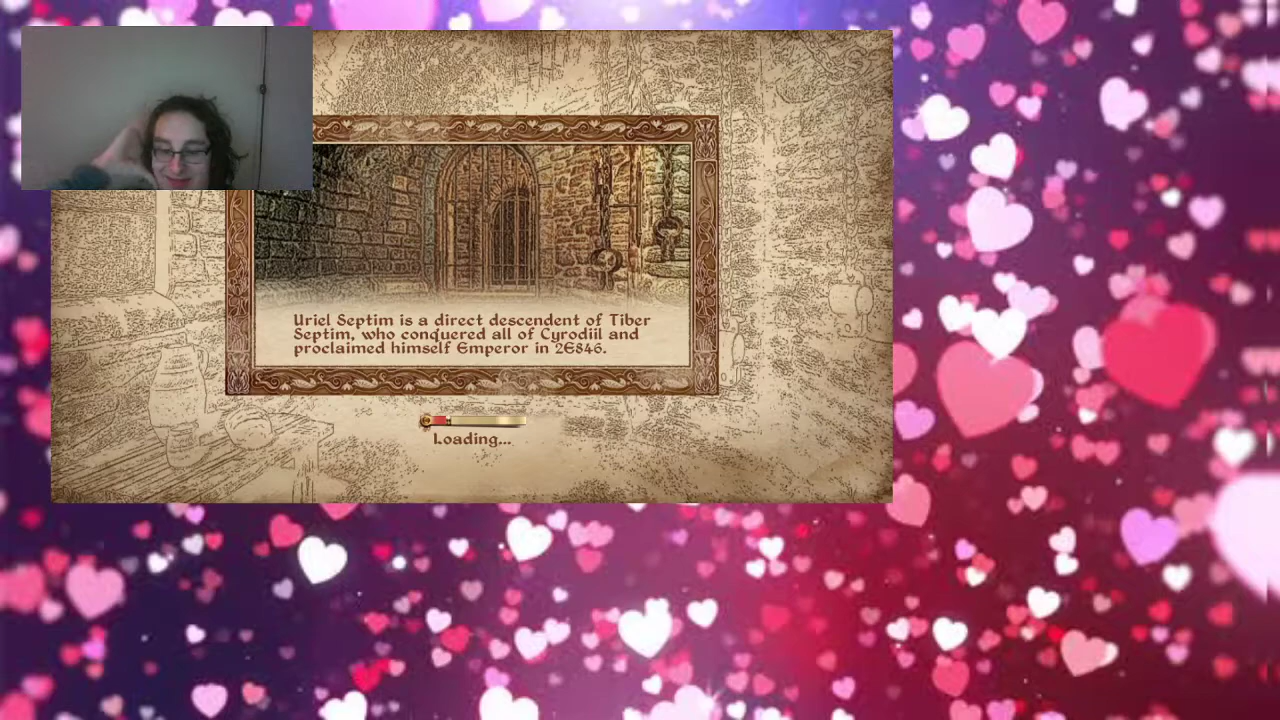 Uriel Septim is a direct descendent of Tiber
Septim, who conquered all of Cyrodiil and
proclaimed himself Emperor in 2E846.
Loading...